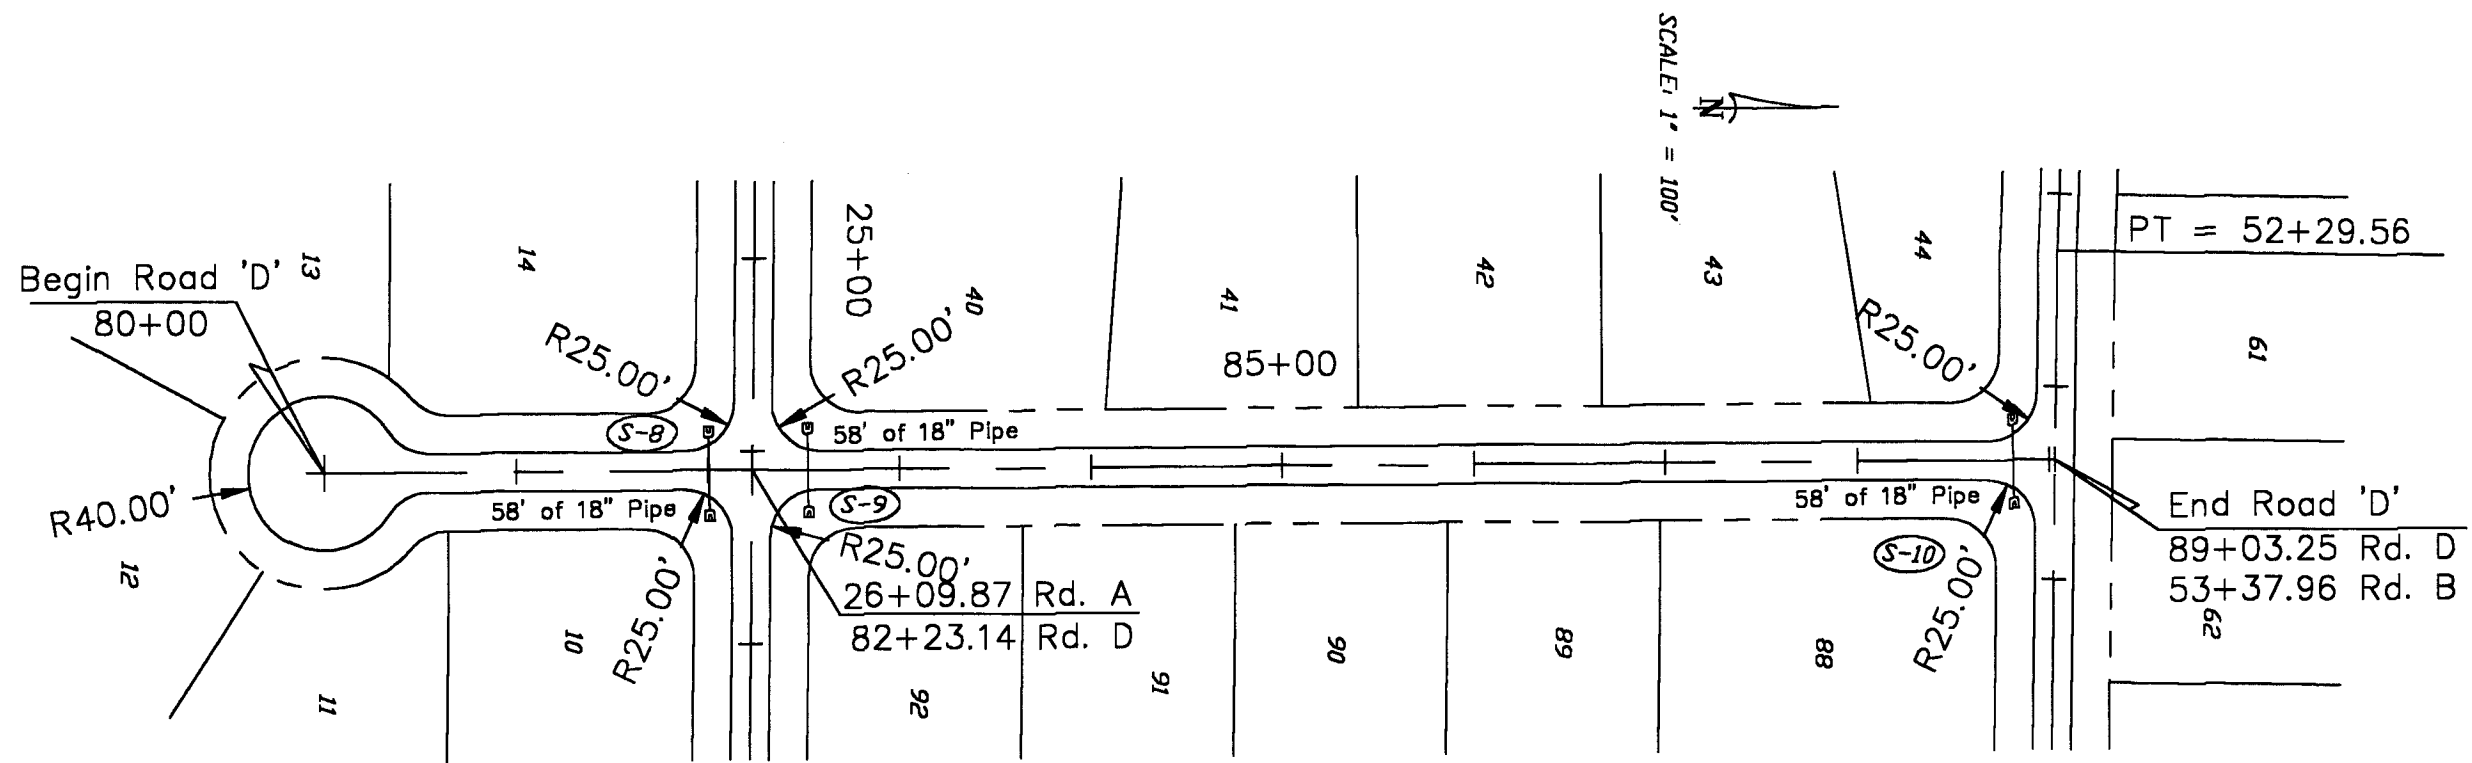 SCALE: 1" = 100'
N
PT = 52+29.56
Begin Road 'D'
80+00
13
14
25+00
40
41
42
43
44
61
R25.00'
R25.00'
85+00
R25.00'
S-8
58' of 18" Pipe
R40.00'
58' of 18" Pipe
S-9
58' of 18" Pipe
End Road 'D'
89+03.25 Rd. D
53+37.96 Rd. B
S-10
R25.00'
R25.00'
R25.00'
26+09.87 Rd. A
82+23.14 Rd. D
12
11
10
92
91
90
89
88
62